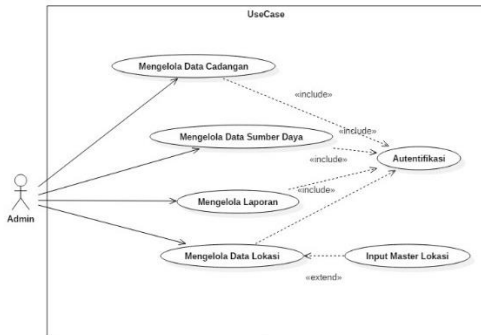 UseCase
Mengelola Data Cadangan
«include»
Mengelola Data Sumber Daya
«include»
«include»
Autentifikasi
Admin
Mengelola Laporan
«include»
Mengelola Data Lokasi
Input Master Lokasi
«extend»